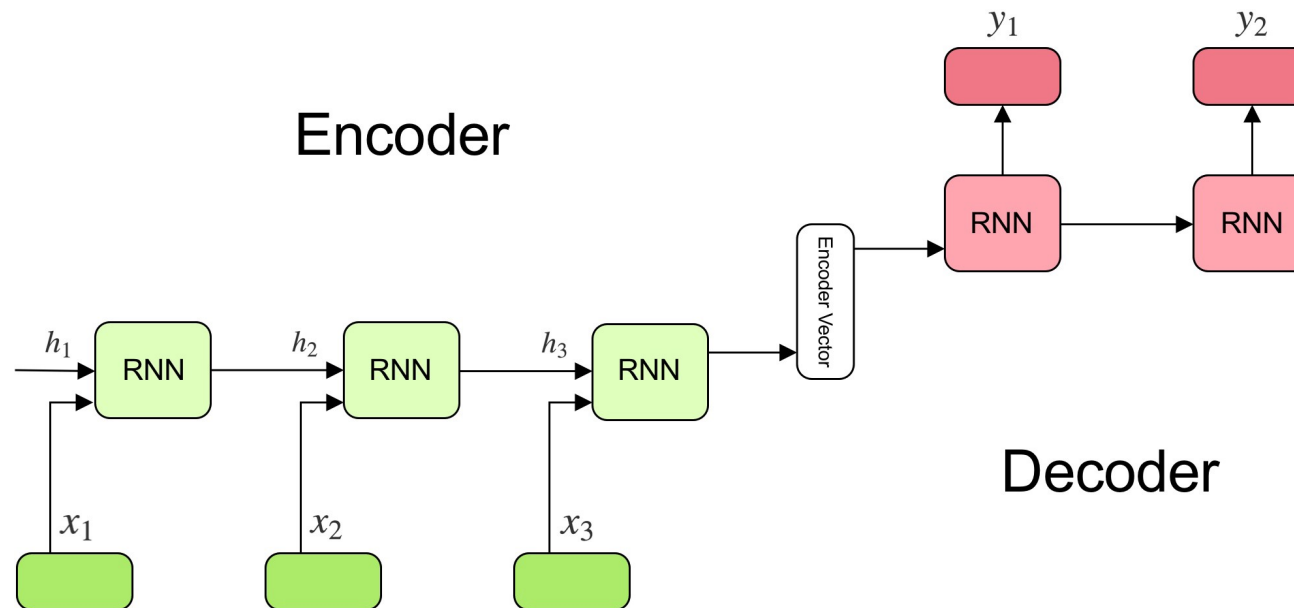 y₁
y₂
Encoder
RNN
RNN
Encoder Vector
h₁
RNN
h₂
RNN
h₃
RNN
Decoder
x₁
x₂
x₃